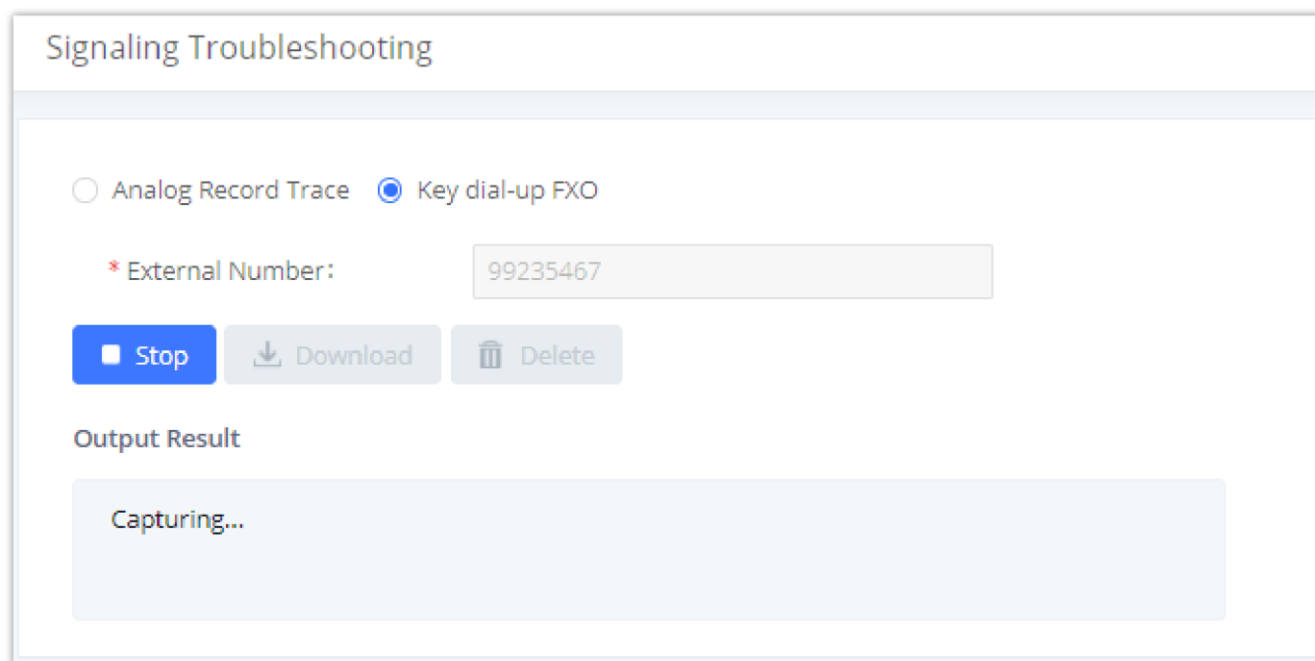 Signaling Troubleshooting
Analog Record Trace Key dial-up FXO
* External Number: 99235467
Stop Download Delete
Output Result
Capturing...